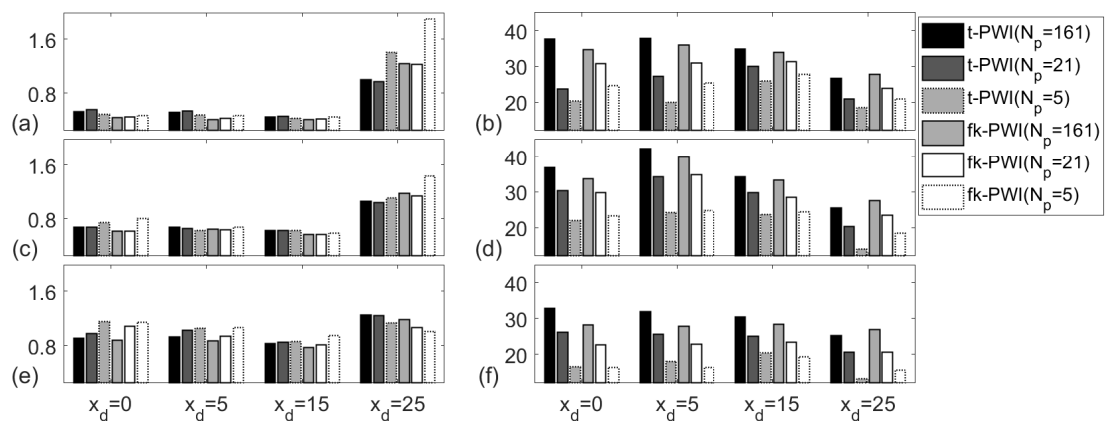 1.6
0.8
(a)
40
30
20
(b)
t-PWI(N_p=161)
t-PWI(N_p=21)
t-PWI(N_p=5)
fk-PWI(N_p=161)
fk-PWI(N_p=21)
fk-PWI(N_p=5)
1.6
0.8
(c)
40
30
20
(d)
1.6
0.8
(e)
40
30
20
(f)
x_d=0 x_d=5 x_d=15 x_d=25
x_d=0 x_d=5 x_d=15 x_d=25